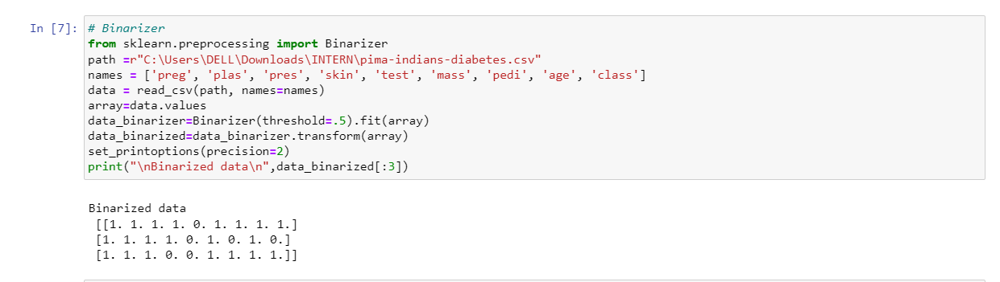 In [7]: # Binarizer
from sklearn.preprocessing import Binarizer
path =r"C:\Users\DELL\Downloads\INTERN\pima-indians-diabetes.csv"
names = ['preg', 'plas', 'pres', 'skin', 'test', 'mass', 'pedi', 'age', 'class']
data = read_csv(path, names=names)
array=data.values
data_binarizer=Binarizer(threshold=.5).fit(array)
data_binarized=data_binarizer.transform(array)
set_printoptions(precision=2)
print("\nBinarized data\n",data_binarized[:3])
Binarized data
[[1. 1. 1. 1. 0. 1. 1. 1. 1.]
[1. 1. 1. 1. 0. 1. 0. 1. 0.]
[1. 1. 1. 0. 0. 1. 1. 1. 1.]]